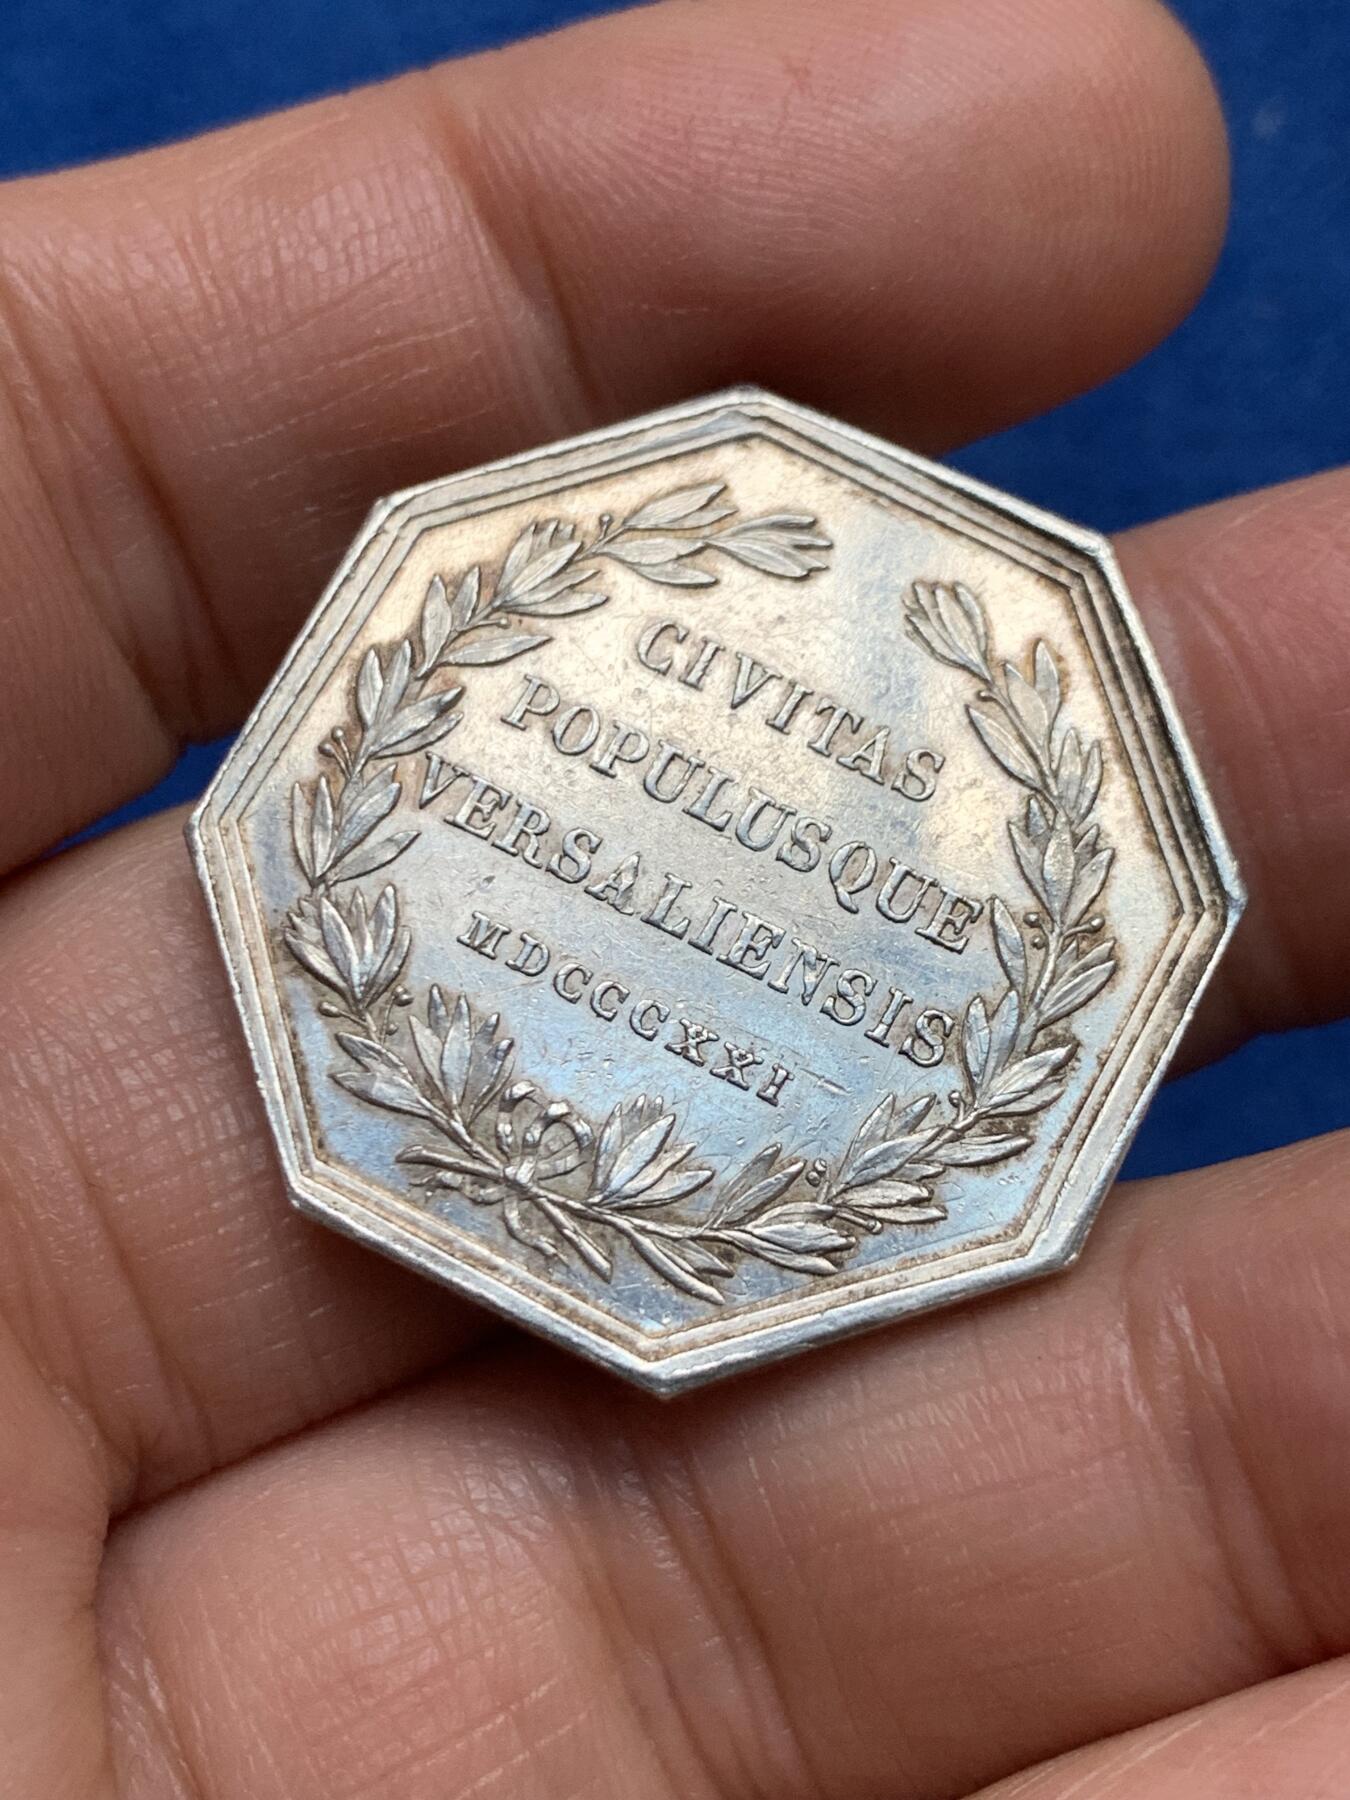 CIVITAS
POPULUSQUE
VERSALIENSIS
MDCCCXXI